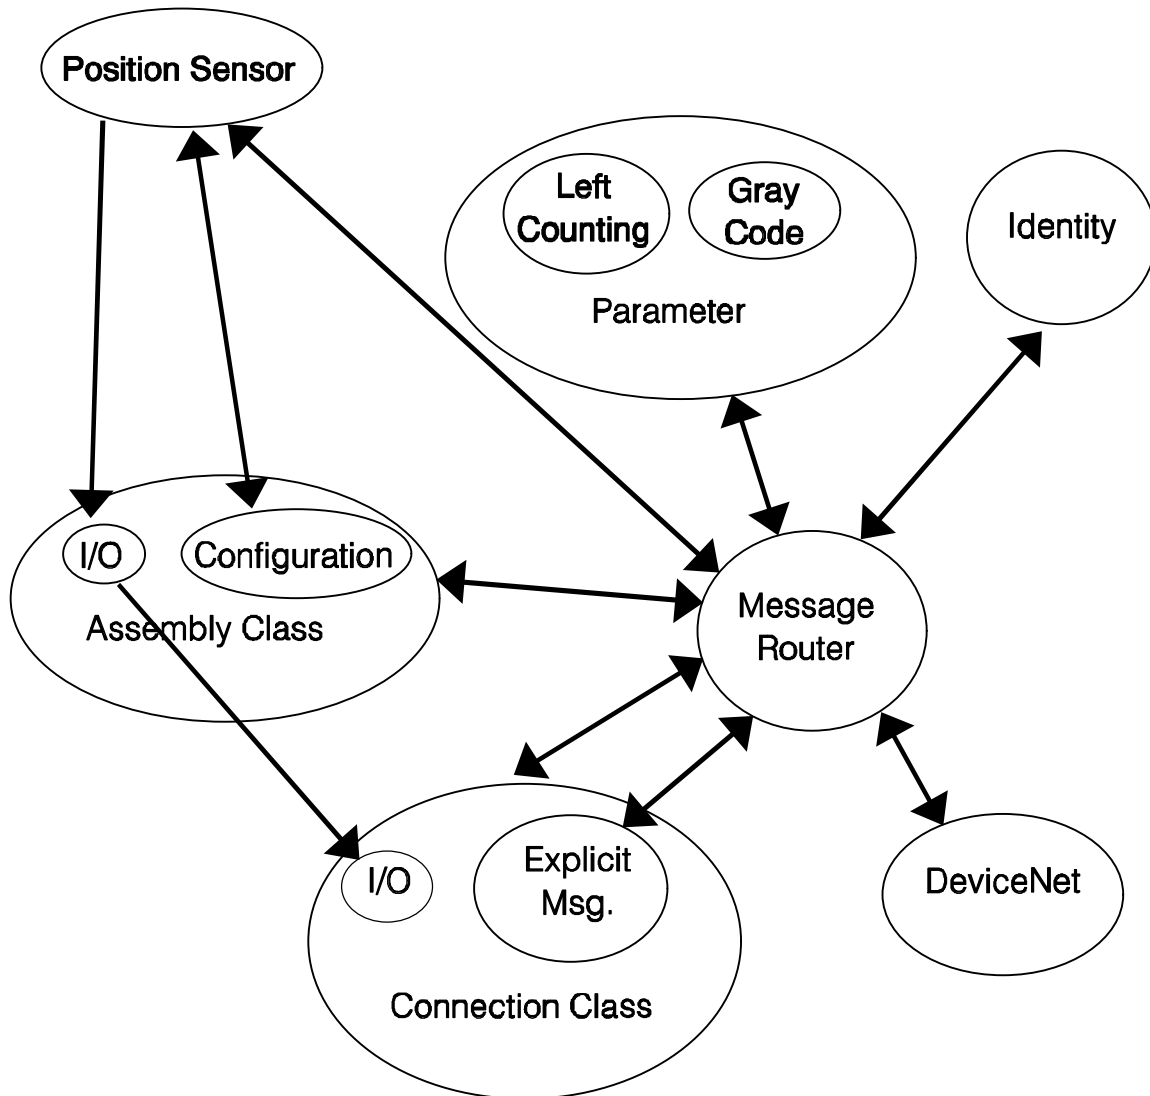 Position Sensor
Left
Counting
Gray
Code
Parameter
Identity
I/O
Configuration
Assembly Class
Message
Router
I/O
Explicit
Msg.
Connection Class
DeviceNet